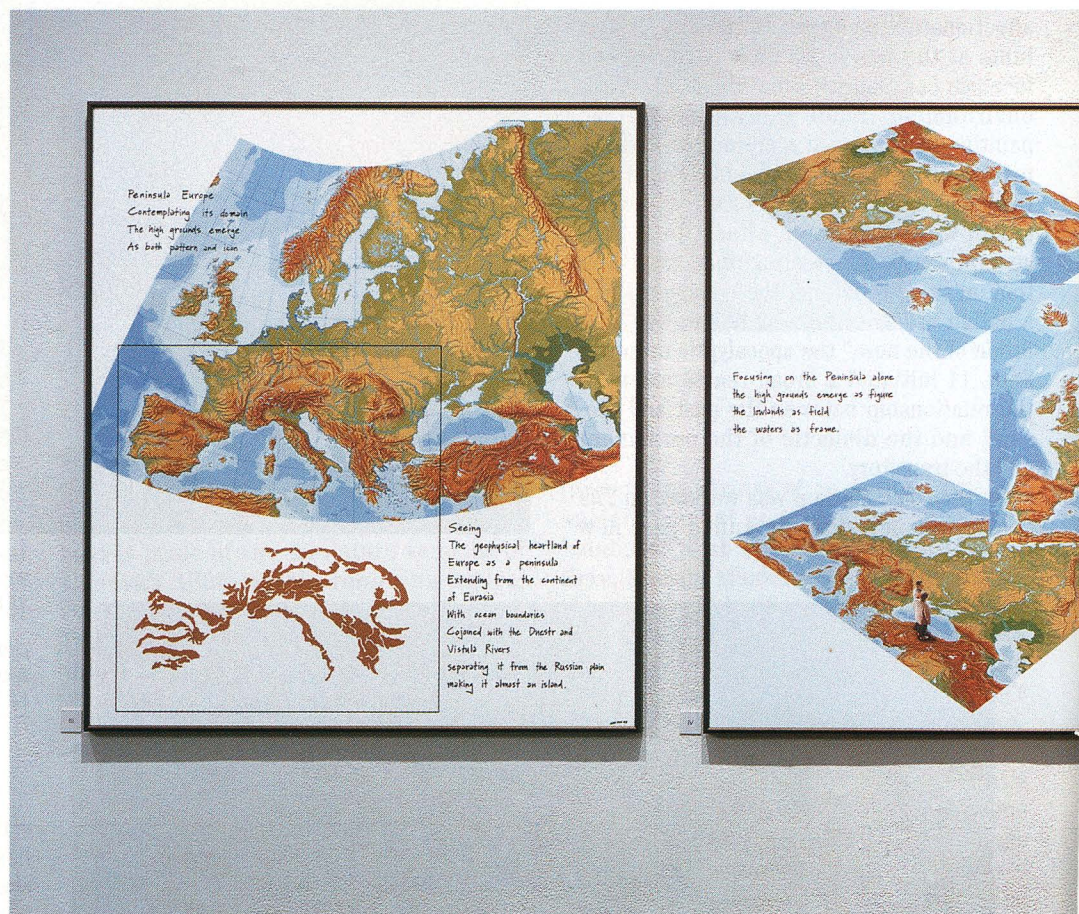 Peninsula Europe
Contemplating its domain
The high grounds emerge
As both pattern and icon
Seeing
The geophysical heartland of
Europe as a peninsula
Extending from the continent
of Eurasia
With ocean boundaries
Cojoined with the Dnestr and
Vistula Rivers
separating it from the Russian plain
making it almost an island.
Focusing on the Peninsula alone
the high grounds emerge as figure
the lowlands as field
the waters as frame.
IV